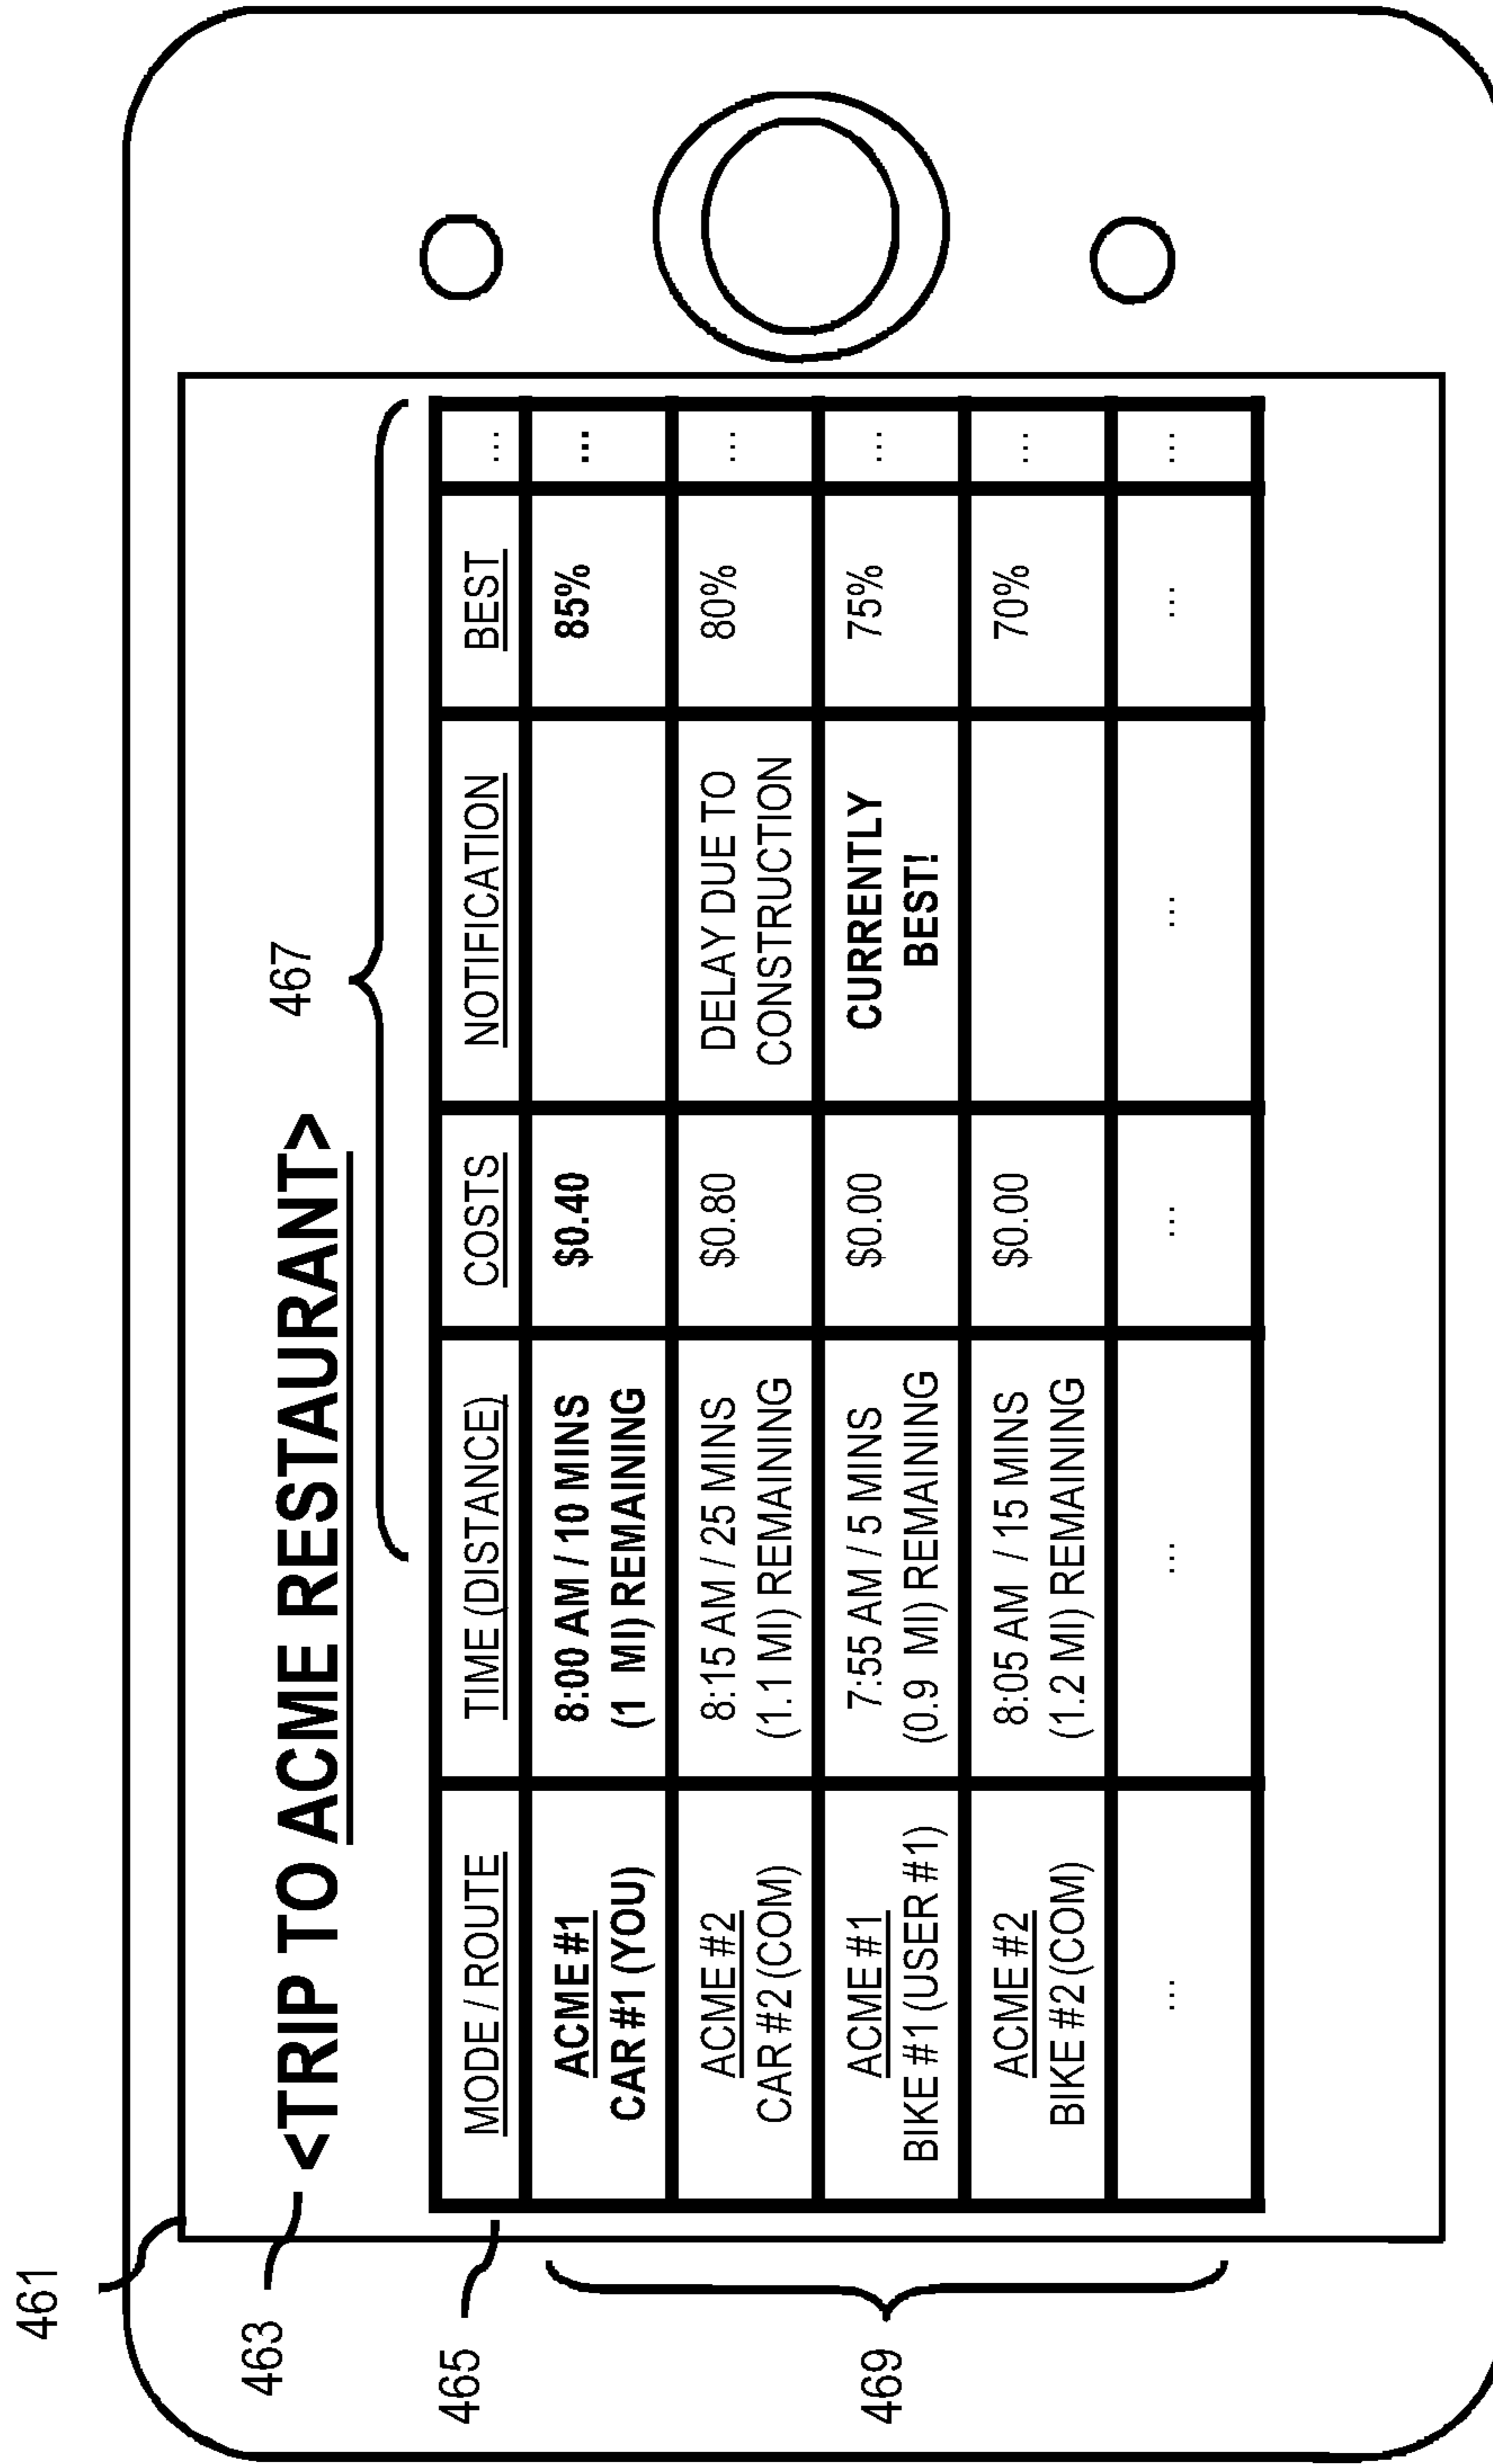 461
463
<TRIP TO ACME RESTAURANT>
467
465
MODE / ROUTE TIME (DISTANCE) COSTS NOTIFICATION BEST ...
ACME #1 8:00 AM / 10 MINS $0.40 85% ...
CAR #1 (YOU) (1 MI) REMAINING
ACME #2 8:15 AM / 25 MINS $0.80 DELAY DUE TO 80% ...
CAR #2 (COM) (1.1 MI) REMAINING CONSTRUCTION
469
ACME #1 7:55 AM / 5 MINS $0.00 CURRENTLY 75% ...
BIKE #1 (USER #1) (0.9 MI) REMAINING BEST!
ACME #2 8:05 AM / 15 MINS $0.00 70% ...
BIKE #2 (COM) (1.2 MI) REMAINING
... ... ... ... ... ...